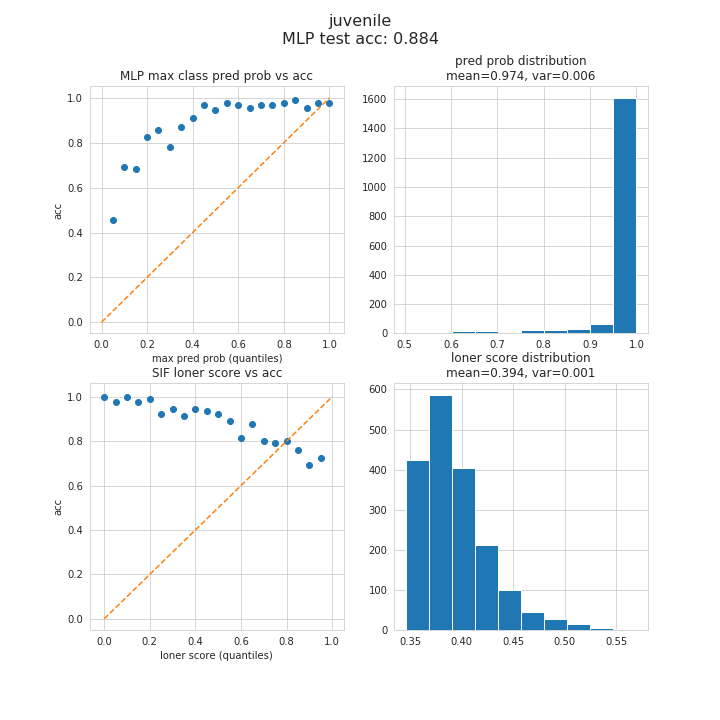 juvenile
MLP test acc: 0.884
MLP max class pred prob vs acc
1.0
0.8
0.6
0.4
0.2
0.0
acc
0.0 0.2 0.4 0.6 0.8 1.0
max pred prob (quantiles)
pred prob distribution
mean=0.974, var=0.006
1600
1400
1200
1000
800
600
400
200
0
0.5 0.6 0.7 0.8 0.9 1.0
SIF loner score vs acc
1.0
0.8
0.6
0.4
0.2
0.0
acc
0.0 0.2 0.4 0.6 0.8 1.0
loner score (quantiles)
loner score distribution
mean=0.394, var=0.001
600
500
400
300
200
100
0
0.35 0.40 0.45 0.50 0.55